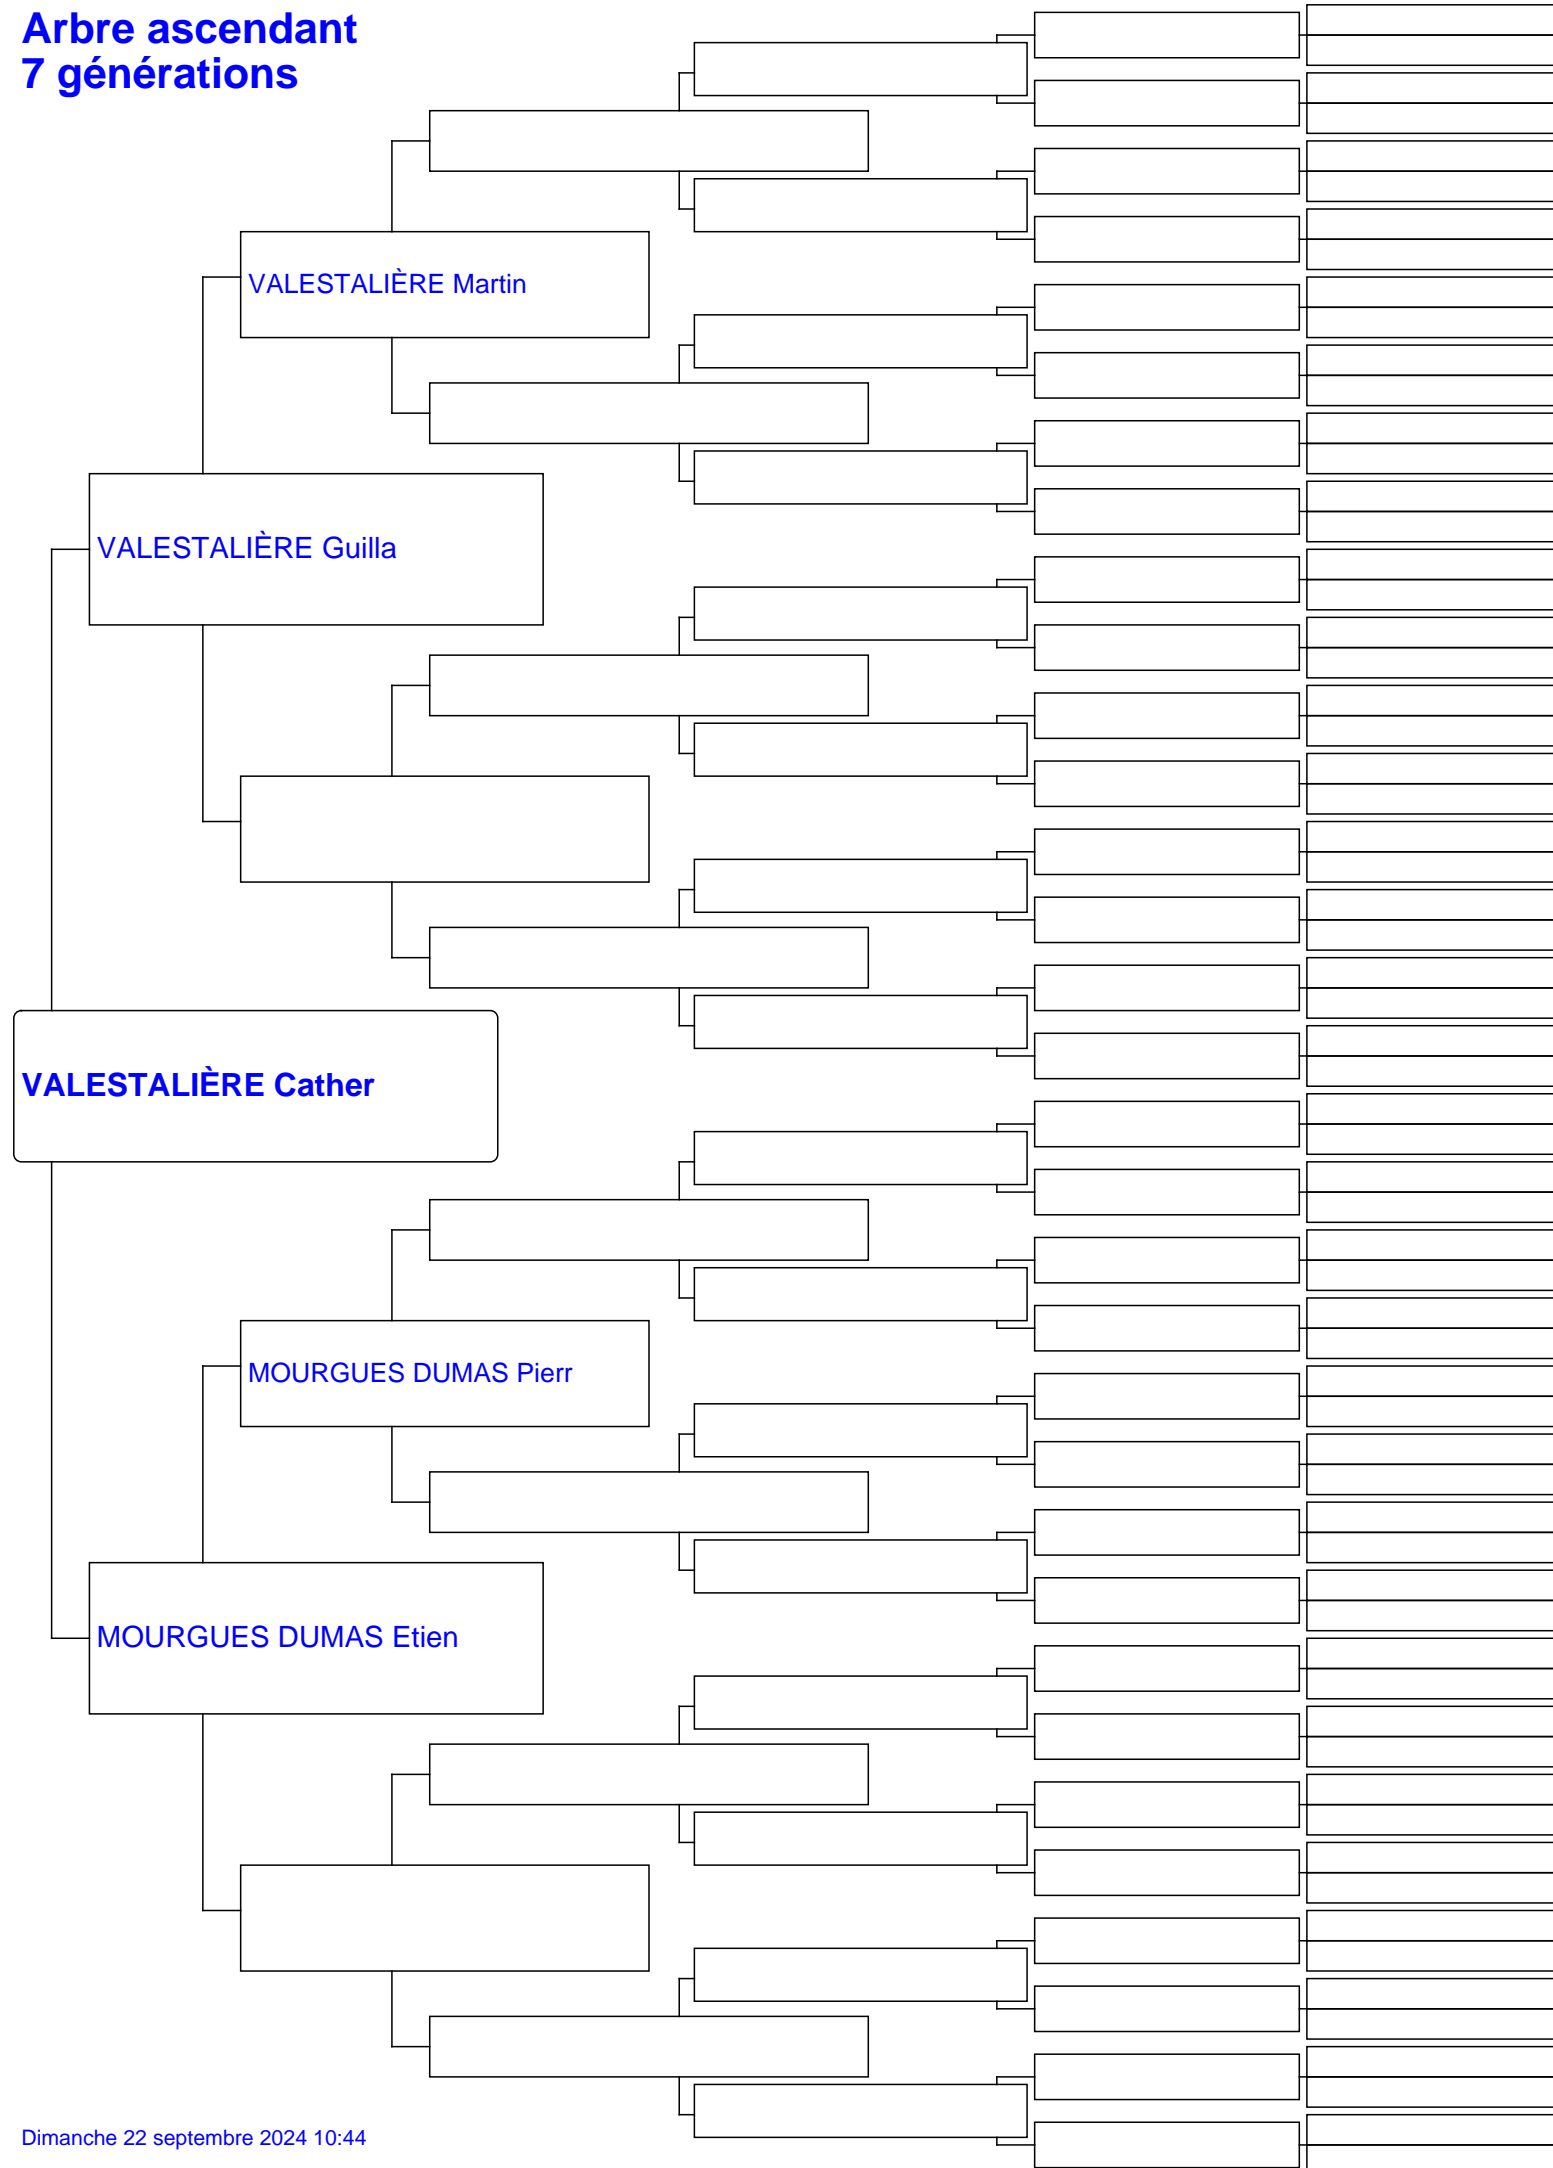 Arbre ascendant
7 générations
VALESTALIÈRE Martin
VALESTALIÈRE Guilla
VALESTALIÈRE Cather
MOURGUES DUMAS Pierr
MOURGUES DUMAS Etien
Dimanche 22 septembre 2024 10:44